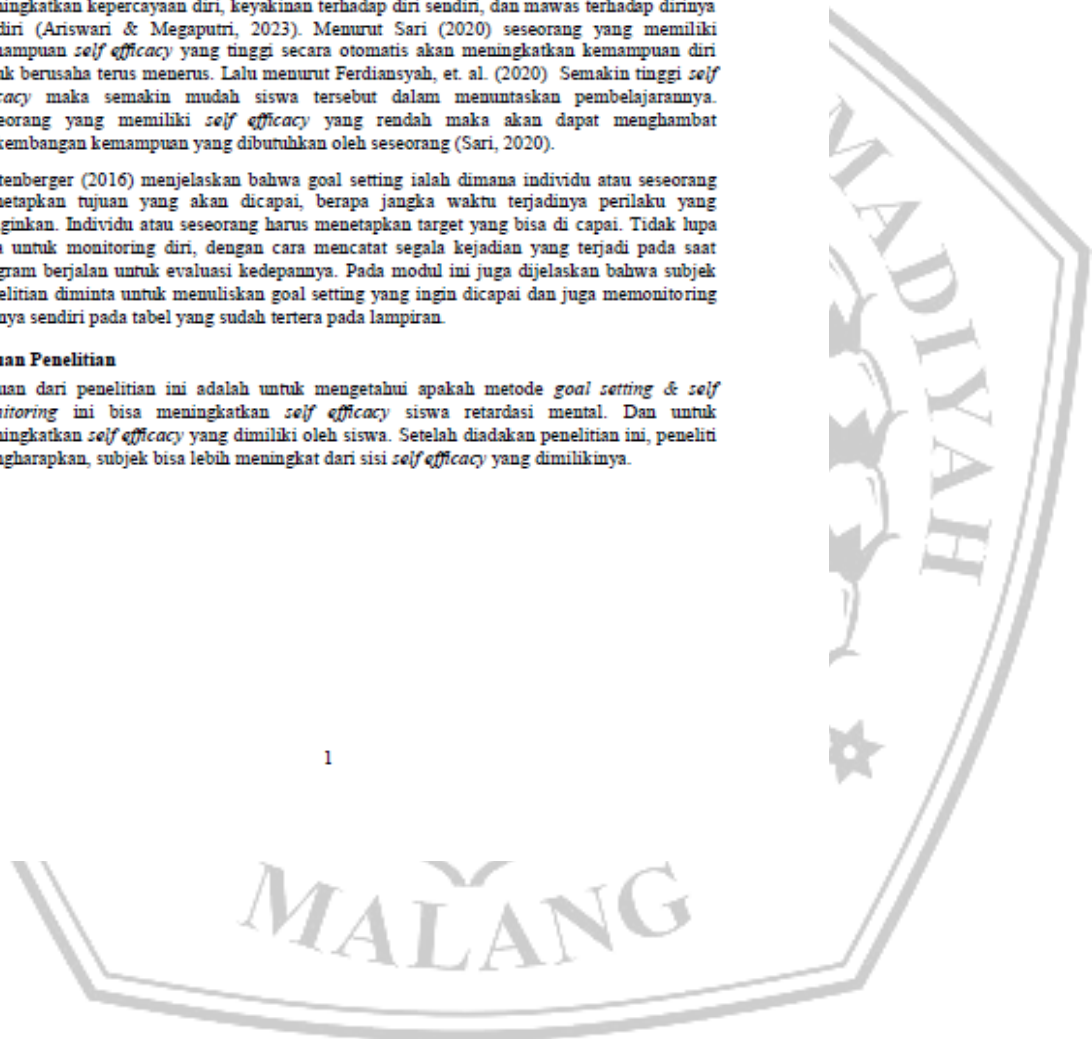 ningkatkan kepercayaan diri, keyakinan terhadap diri sendiri, dan mawas terhadap dirinya
diri (Ariswari & Megaputri, 2023). Menurut Sari (2020) seseorang yang memiliki
nampuan self efficacy yang tinggi secara otomatis akan meningkatkan kemampuan diri
uk berusaha terus menerus. Lalu menurut Ferdiansyah, et. al. (2020) Semakin tinggi self
cacy maka semakin mudah siswa tersebut dalam menuntaskan pembelajarannya.
eorang yang memiliki self efficacy yang rendah maka akan dapat menghambat
kembangan kemampuan yang dibutuhkan oleh seseorang (Sari, 2020).
tenberger (2016) menjelaskan bahwa goal setting ialah dimana individu atau seseorang
netapkan tujuan yang akan dicapai, berapa jangka waktu terjadinya perilaku yang
ginkan. Individu atau seseorang harus menetapkan target yang bisa di capai. Tidak lupa
a untuk monitoring diri, dengan cara mencatat segala kejadian yang terjadi pada saat
gram berjalan untuk evaluasi kedepannya. Pada modul ini juga dijelaskan bahwa subjek
elitian diminta untuk menuliskan goal setting yang ingin dicapai dan juga memonitoring
nya sendiri pada tabel yang sudah tertera pada lampiran.
uan Penelitian
uan dari penelitian ini adalah untuk mengetahui apakah metode goal setting & self
nitoring ini bisa meningkatkan self efficacy siswa retardasi mental. Dan untuk
ningkatkan self efficacy yang dimiliki oleh siswa. Setelah diadakan penelitian ini, peneliti
ngharapkan, subjek bisa lebih meningkat dari sisi self efficacy yang dimilikinya.
1
MADIYAH
MALANG